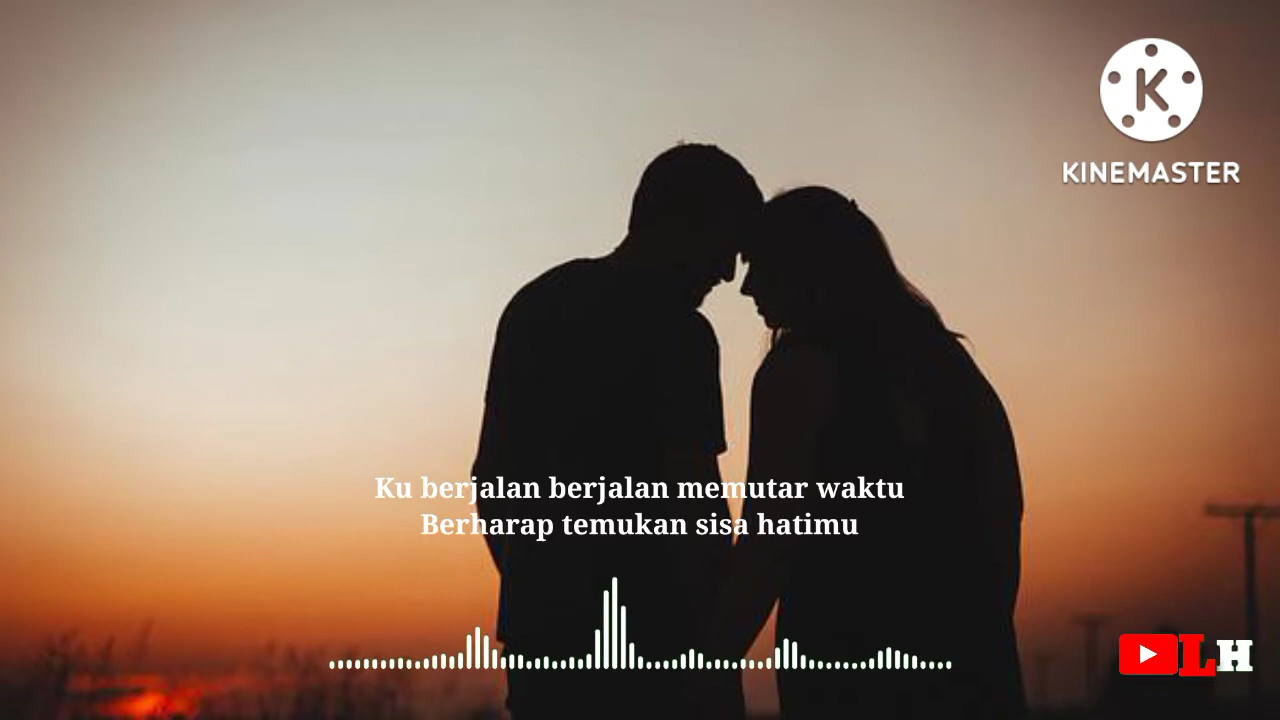 K
KINEMASTER
Ku berjalan berjalan memutar waktu
Berharap temukan sisa hatimu
LH